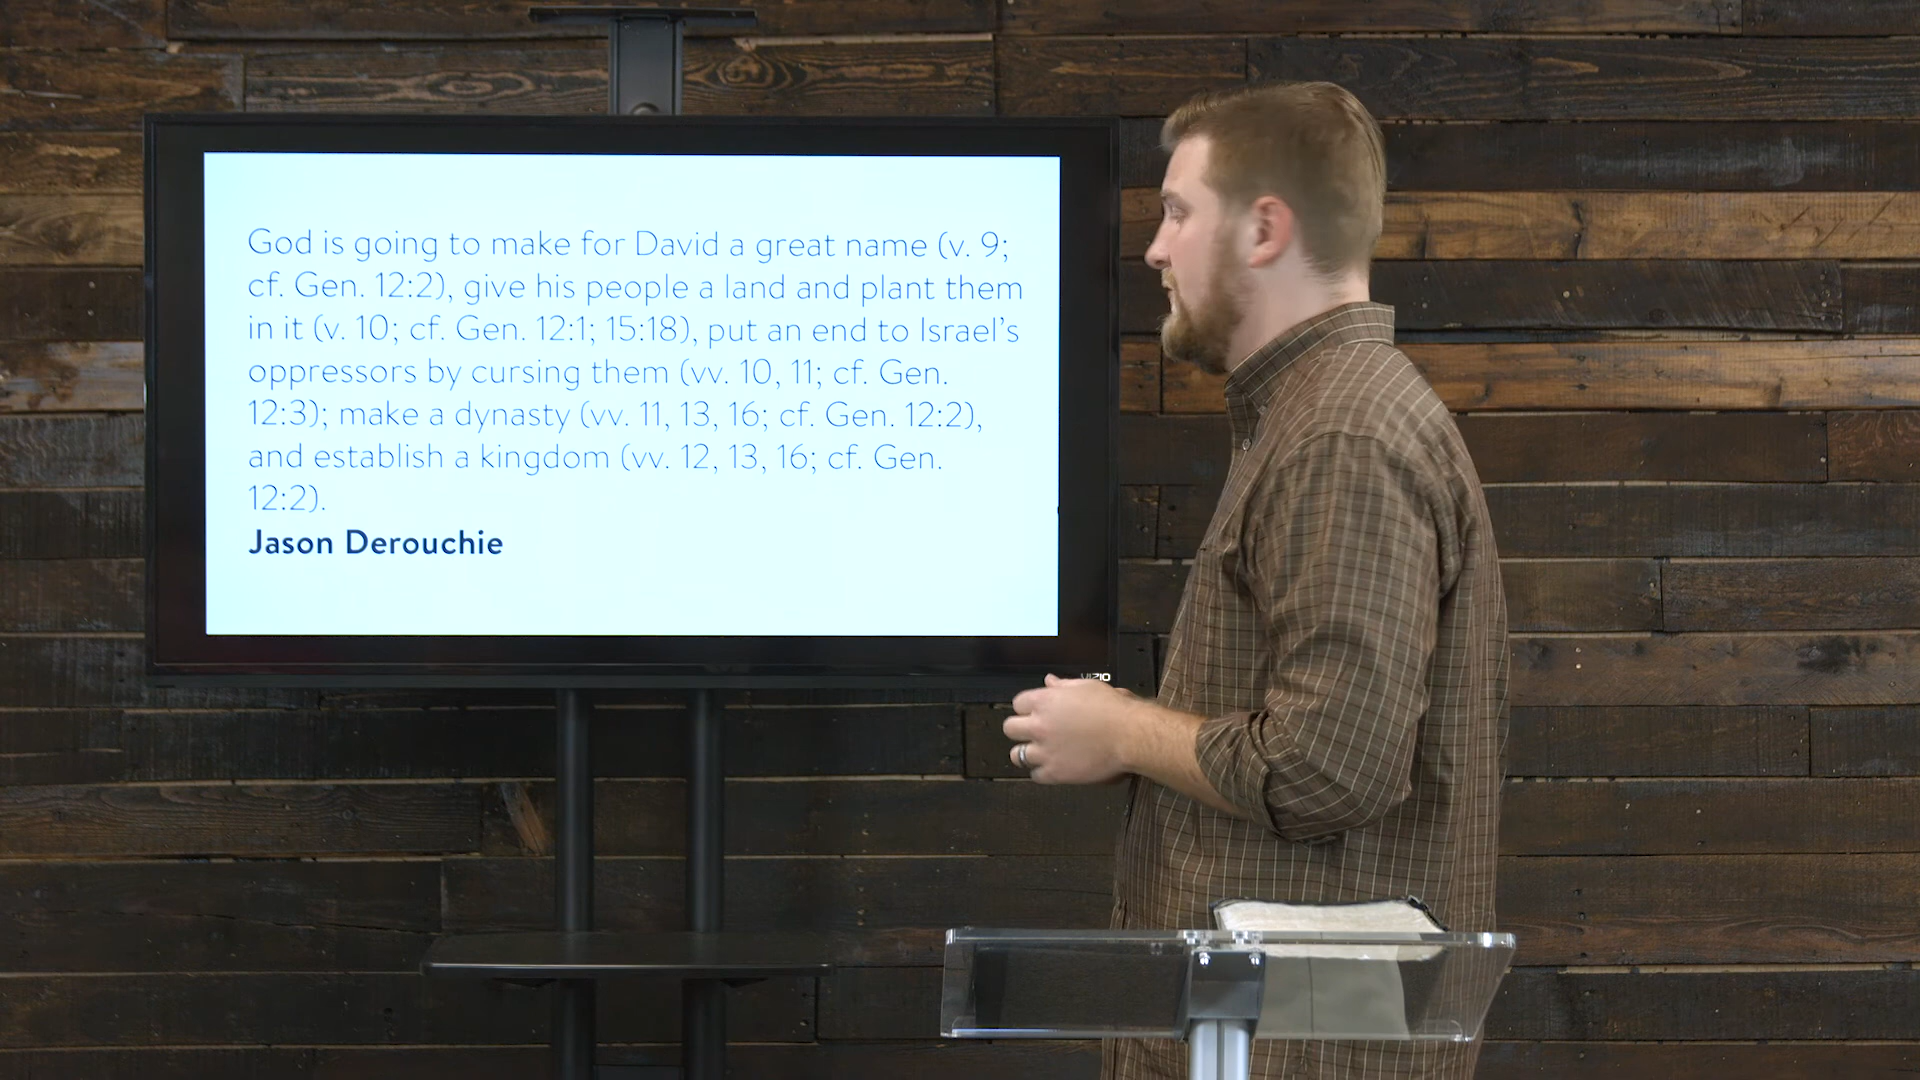 God is going to make for David a great name (v. 9;
cf. Gen. 12:2), give his people a land and plant them
in it (v. 10; cf. Gen. 12:1; 15:18), put an end to Israel's
oppressors by cursing them (vv. 10, 11; cf. Gen.
12:3); make a dynasty (vv. 11, 13, 16; cf. Gen. 12:2),
and establish a kingdom (vv. 12, 13, 16; cf. Gen.
12:2).
Jason Derouchie
VIZIO